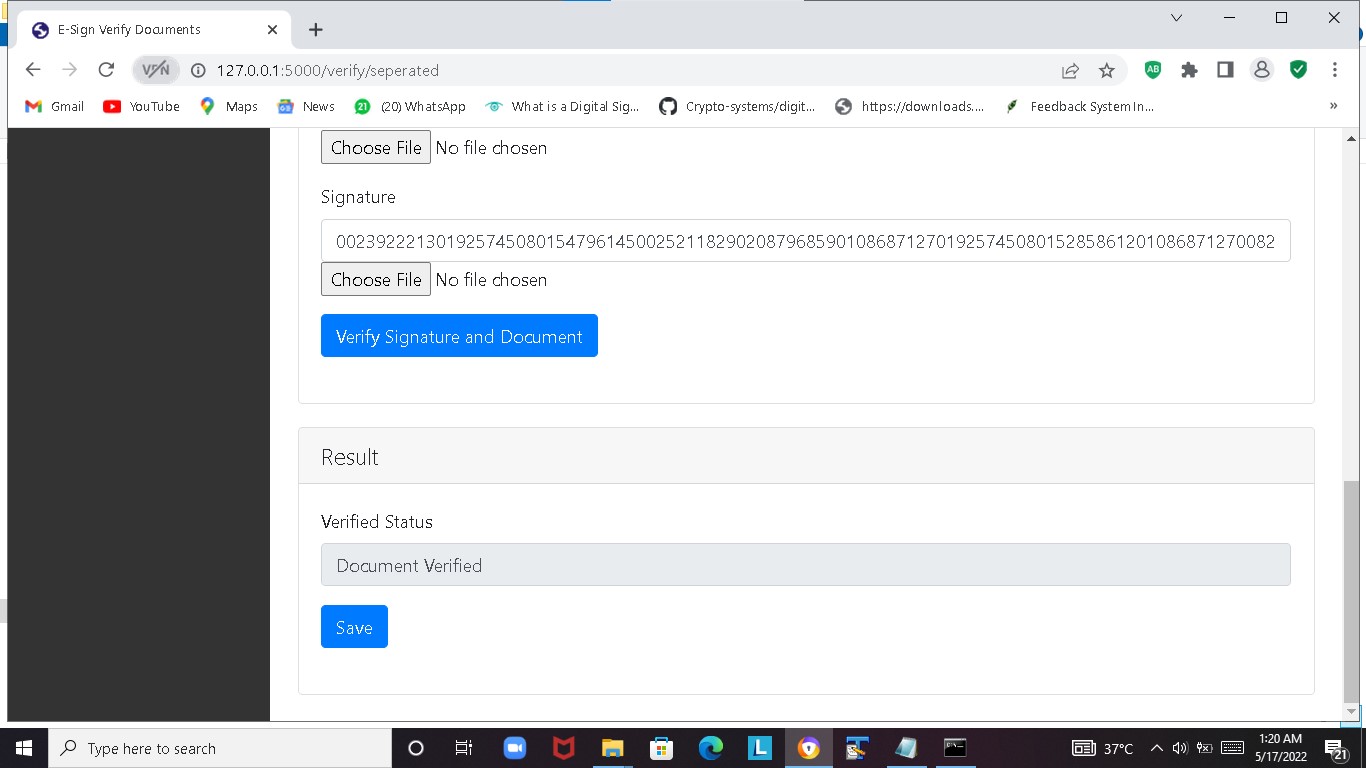 E-Sign Verify Documents
VPN
127.0.0.1:5000/verify/seperated
AB
Gmail
YouTube
Maps
News
21
(20) WhatsApp
What is a Digital Sig...
Crypto-systems/digit...
https://downloads....
Feedback System In...
»
Choose File No file chosen
Signature
0023922213019257450801547961450025211829020879685901086871270192574508015285861201086871270082
Choose File No file chosen
Verify Signature and Document
Result
Verified Status
Document Verified
Save
Type here to search
L
37°C
1:20 AM
5/17/2022
21